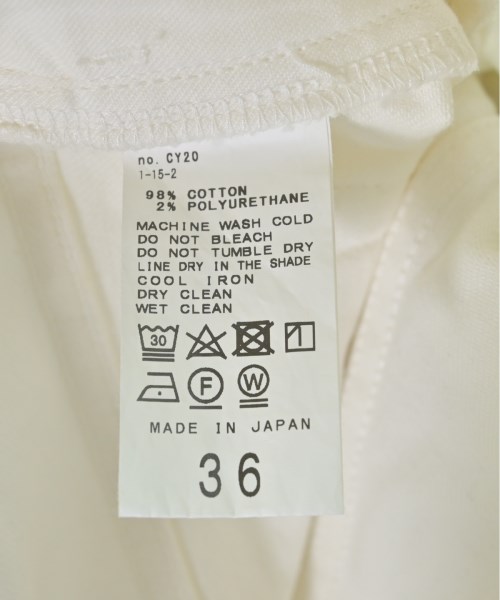 no. CY20
1-15-2
98% COTTON
2% POLYURETHANE
MACHINE WASH COLD
DO NOT BLEACH
DO NOT TUMBLE DRY
LINE DRY IN THE SHADE
COOL IRON
DRY CLEAN
WET CLEAN
30
F W
MADE IN JAPAN
36